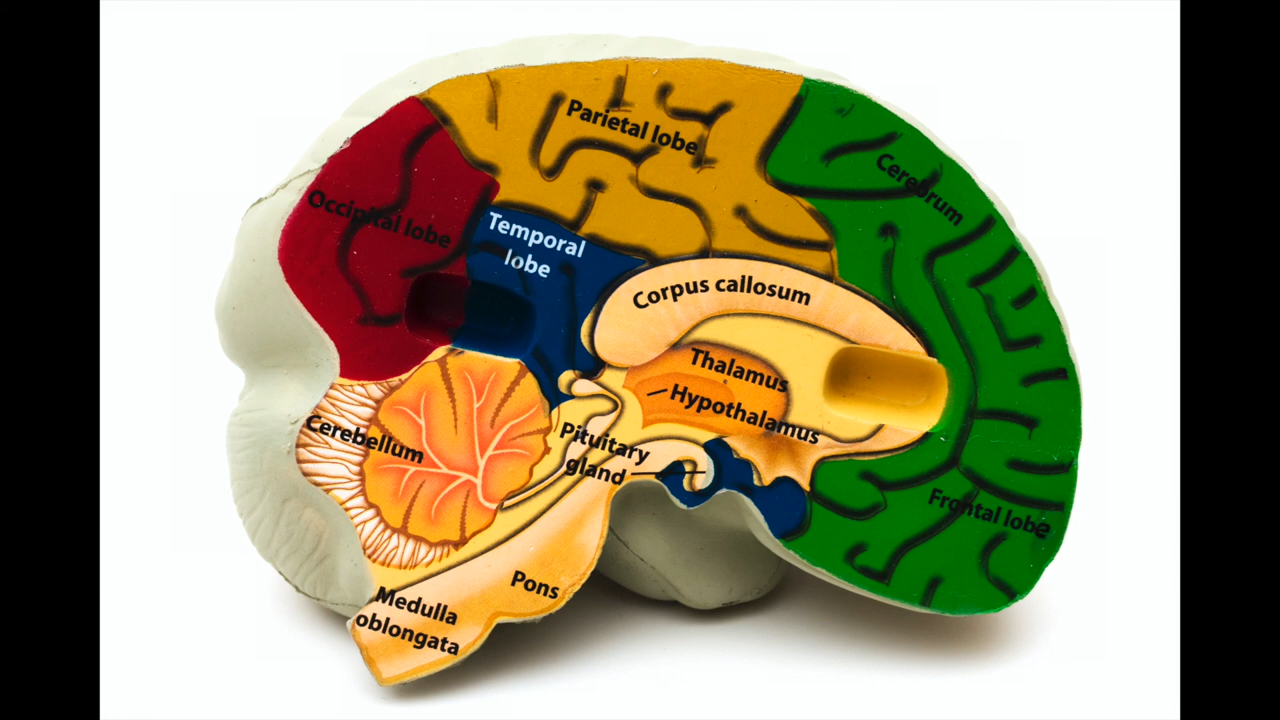 Parietal lobe
Cerebrum
Occipital lobe
Temporal
lobe
Corpus callosum
Thalamus
Hypothalamus
Cerebellum
Pituitary
gland
Frontal lobe
Pons
Medulla
oblongata